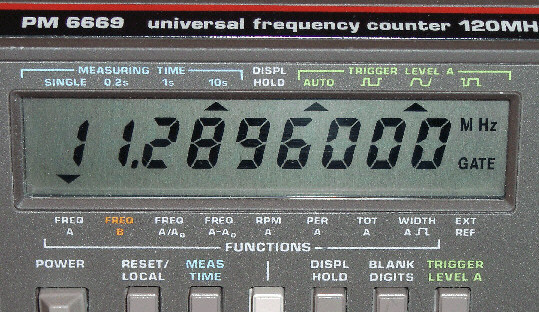 PM 6669 universal frequency counter 120MH
MEASURING TIME DISPL TRIGGER LEVEL A
SINGLE 0.2s 1s 10s HOLD AUTO
11.2896000 MHz
GATE
FREQ FREQ FREQ FREQ RPM PER TOT WIDTH EXT
A B A/Ao A-Ao A A A A REF
FUNCTIONS
POWER RESET/ MEAS DISPL BLANK TRIGGER
LOCAL TIME HOLD DIGITS LEVEL A